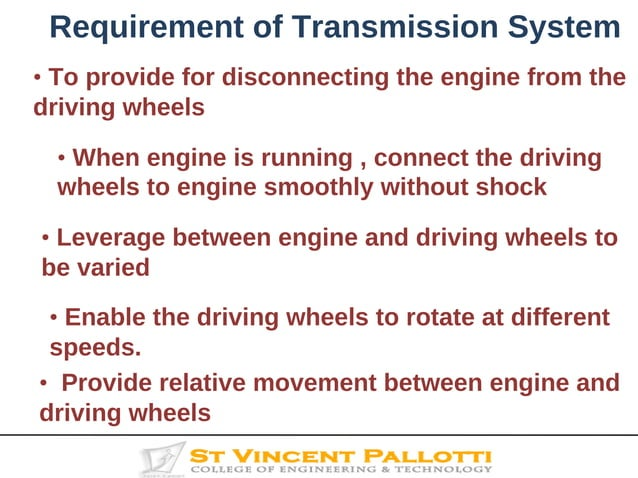 Requirement of Transmission System
• To provide for disconnecting the engine from the
driving wheels
• When engine is running , connect the driving
wheels to engine smoothly without shock
• Leverage between engine and driving wheels to
be varied
• Enable the driving wheels to rotate at different
speeds.
• Provide relative movement between engine and
driving wheels
ST VINCENT PALLOTTI
COLLEGE OF ENGINEERING & TECHNOLOGY